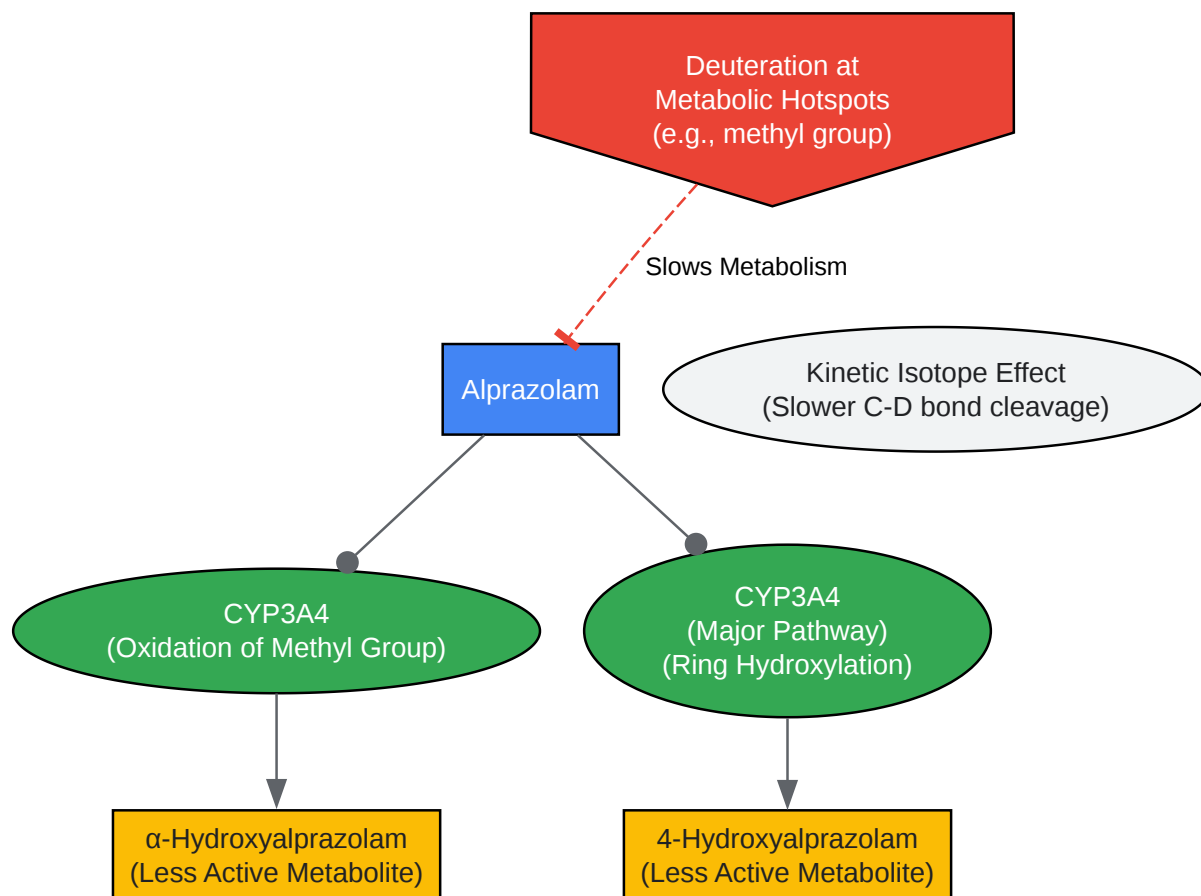 Deuteration at
Metabolic Hotspots
(e.g., methyl group)
Slows Metabolism
Alprazolam
Kinetic Isotope Effect
(Slower C-D bond cleavage)
CYP3A4
(Oxidation of Methyl Group)
CYP3A4
(Major Pathway)
(Ring Hydroxylation)
α-Hydroxyalprazolam
(Less Active Metabolite)
4-Hydroxyalprazolam
(Less Active Metabolite)